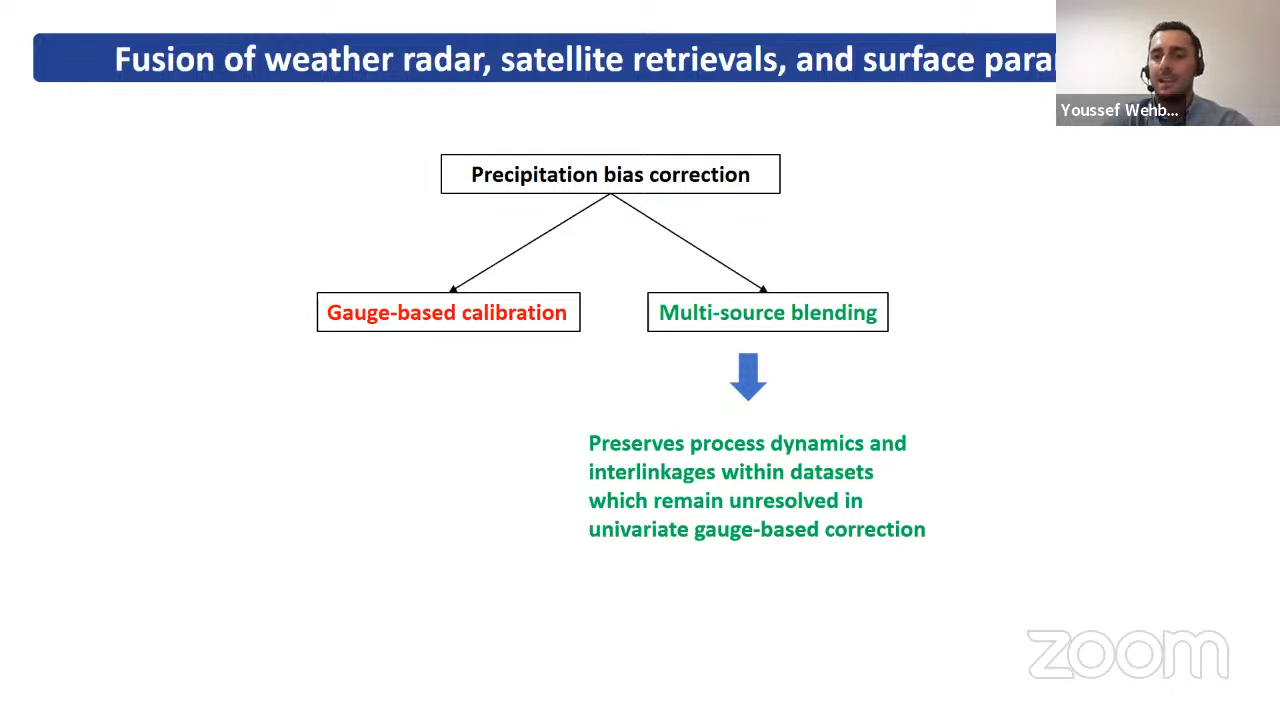 Fusion of weather radar, satellite retrievals, and surface
Youssef Wehb...
Precipitation bias correction
Gauge-based calibration
Multi-source blending
Preserves process dynamics and
interlinkages within datasets
which remain unresolved in
univariate gauge-based correction
zoom